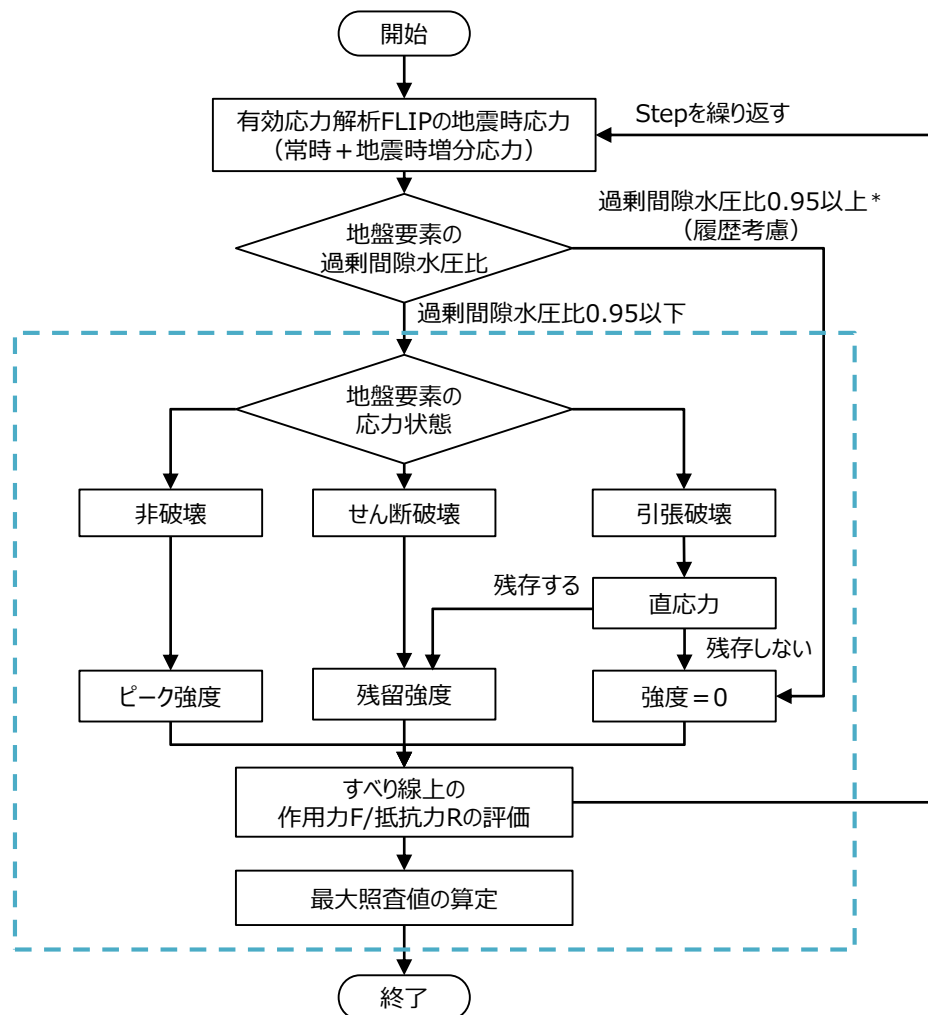 開始
有効応力解析FLIPの地震時応力
（常時＋地震時増分応力）
Stepを繰り返す
地盤要素の
過剰間隙水圧比
過剰間隙水圧比0.95以上*
（履歴考慮）
過剰間隙水圧比0.95以下
地盤要素の
応力状態
非破壊
せん断破壊
引張破壊
残存する
直応力
残存しない
ピーク強度
残留強度
強度＝0
すべり線上の
作用力F/抵抗力Rの評価
最大照査値の算定
終了